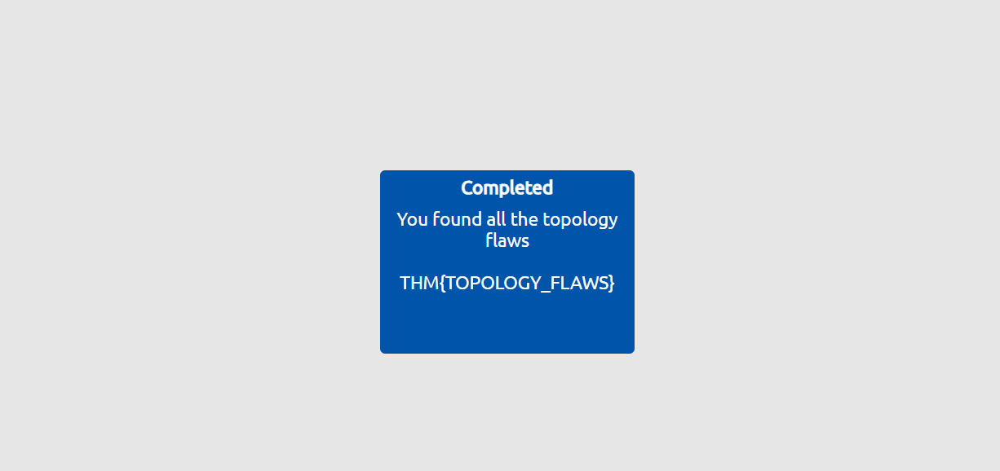 Completed
You found all the topology
flaws
THM{TOPOLOGY_FLAWS}